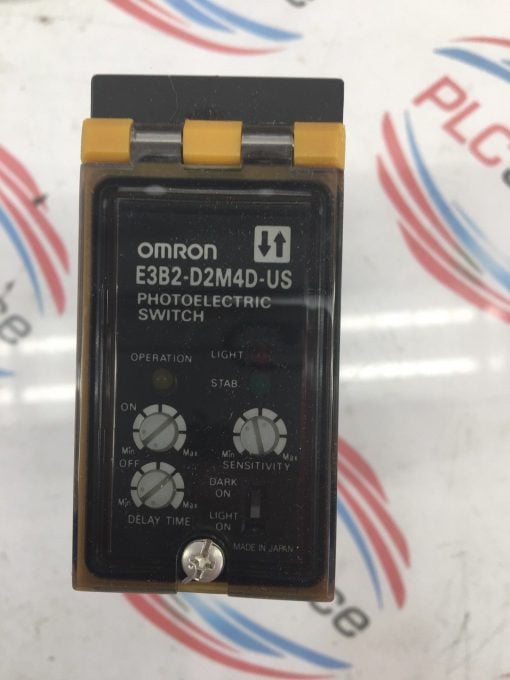 PLCforce
omron
E3B2-D2M4D-US
PHOTOELECTRIC
SWITCH
OPERATION
LIGHT
STAB
ON
Min Max
Min Max
OFF
SENSITIVITY
Min Max
DARK
ON
DELAY TIME
LIGHT
ON
MADE IN JAPAN